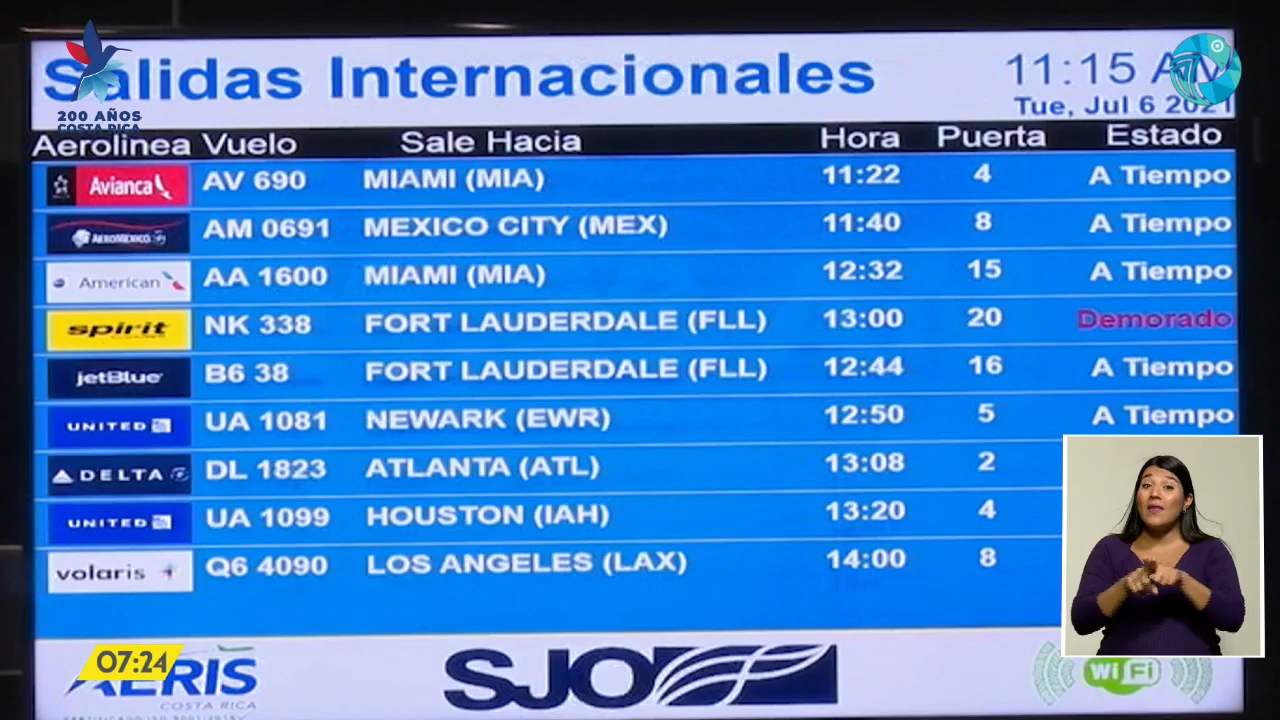 Salidas Internacionales
11:15 AM
Tue, Jul 6 2021
200 AÑOS
COSTA RICA
Aerolinea Vuelo Sale Hacia Hora Puerta Estado
Avianca AV 690 MIAMI (MIA) 11:22 4 A Tiempo
AEROMEXICO AM 0691 MEXICO CITY (MEX) 11:40 8 A Tiempo
American AA 1600 MIAMI (MIA) 12:32 15 A Tiempo
spirit NK 338 FORT LAUDERDALE (FLL) 13:00 20 Demorado
jetBlue B6 38 FORT LAUDERDALE (FLL) 12:44 16 A Tiempo
UNITED UA 1081 NEWARK (EWR) 12:50 5 A Tiempo
DELTA DL 1823 ATLANTA (ATL) 13:08 2
UNITED UA 1099 HOUSTON (IAH) 13:20 4
volaris Q6 4090 LOS ANGELES (LAX) 14:00 8
07:24
AERIS
COSTA RICA
SJO
WiFi